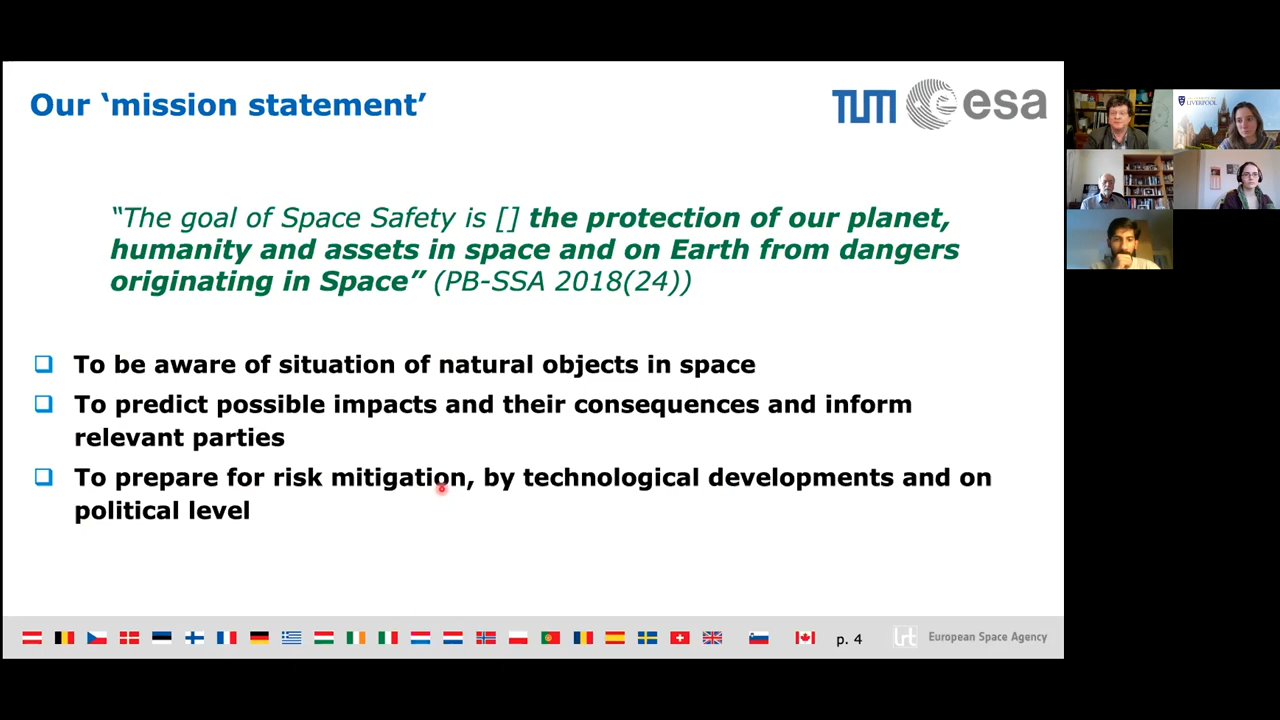 Our ‘mission statement’
TUM esa
“The goal of Space Safety is [] the protection of our planet,
humanity and assets in space and on Earth from dangers
originating in Space” (PB-SSA 2018(24))
❑ To be aware of situation of natural objects in space
❑ To predict possible impacts and their consequences and inform
relevant parties
❑ To prepare for risk mitigation, by technological developments and on
political level
p. 4
lrt
European Space Agency
LIVERPOOL